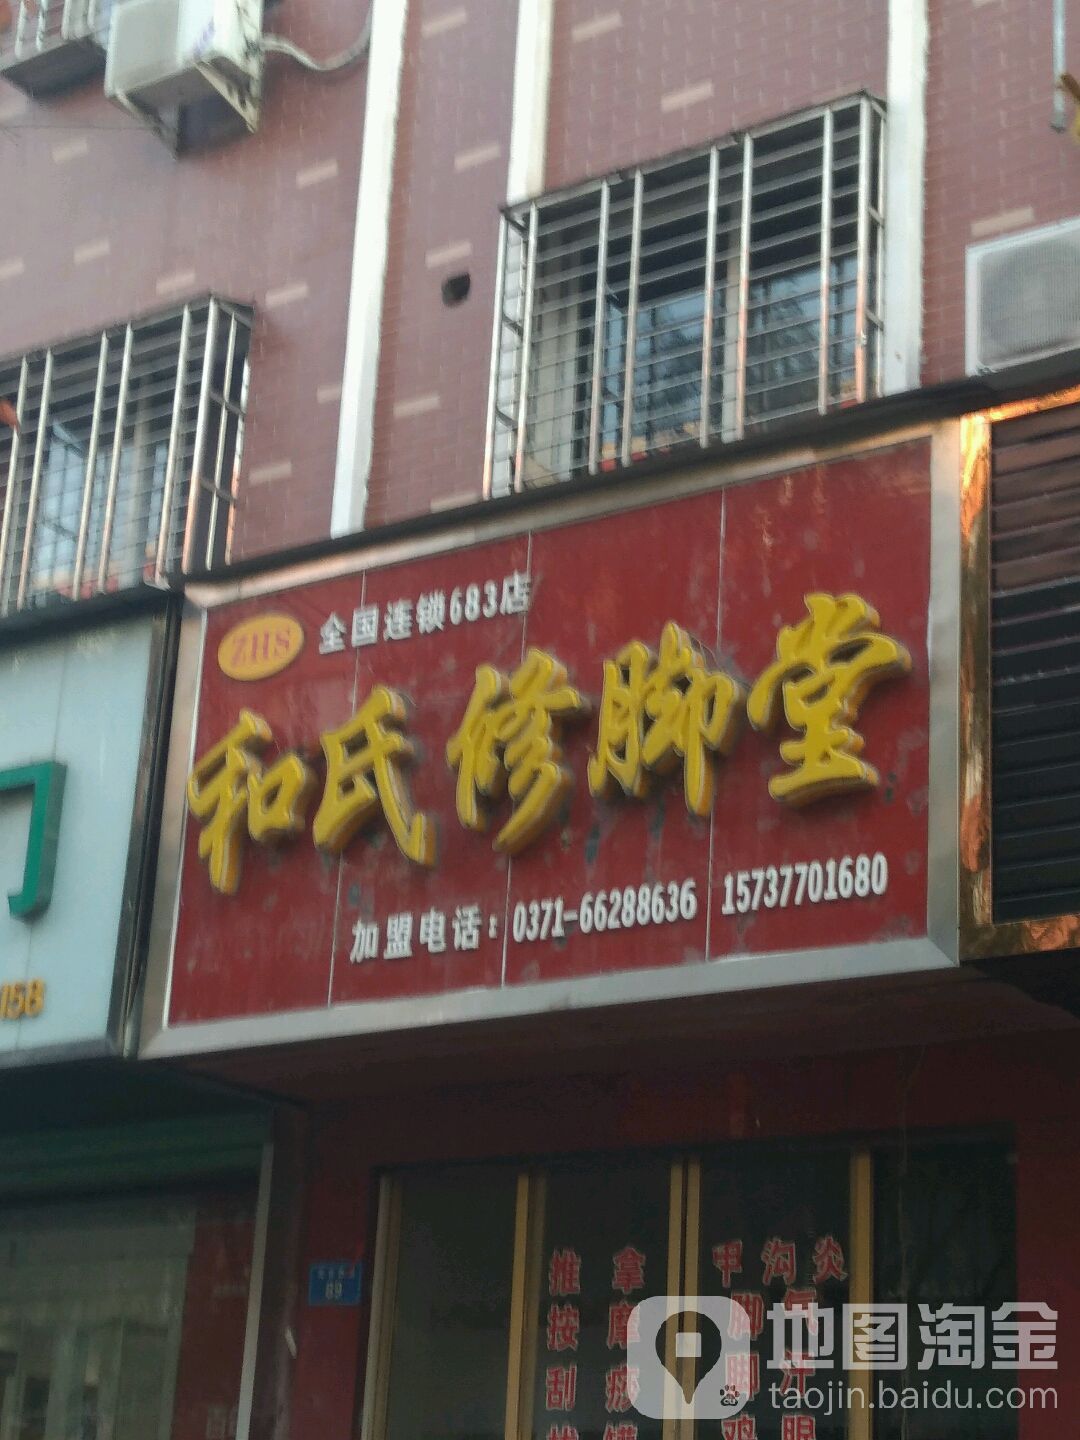 ZHS 全国连锁683店
和氏修脚堂
加盟电话：0371-66288636 15737701680
158
89
推拿
按摩
刮痧
甲沟炎
脚气
脚汗
鸡眼
地图淘金
taojin.baidu.com